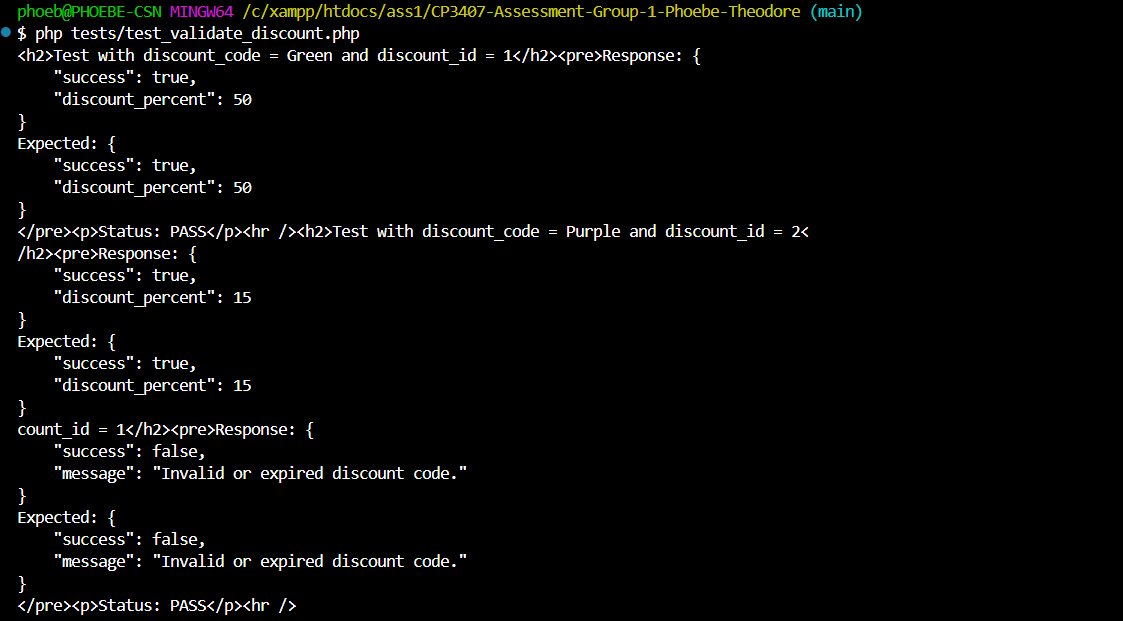 phoeb@PHOEBE-CSN MINGW64 /c/xampp/htdocs/ass1/CP3407-Assessment-Group-1-Phoebe-Theodore (main)
$ php tests/test_validate_discount.php
<h2>Test with discount_code = Green and discount_id = 1</h2><pre>Response: {
    "success": true,
    "discount_percent": 50
}
Expected: {
    "success": true,
    "discount_percent": 50
}
</pre><p>Status: PASS</p><hr /><h2>Test with discount_code = Purple and discount_id = 2<
/h2><pre>Response: {
    "success": true,
    "discount_percent": 15
}
Expected: {
    "success": true,
    "discount_percent": 15
}
count_id = 1</h2><pre>Response: {
    "success": false,
    "message": "Invalid or expired discount code."
}
Expected: {
    "success": false,
    "message": "Invalid or expired discount code."
}
</pre><p>Status: PASS</p><hr />